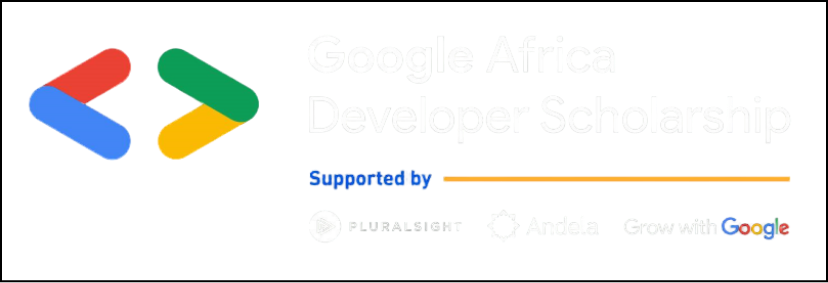 Google Africa
Developer Scholarship
Supported by
PLURALSIGHT Andela Grow with Google